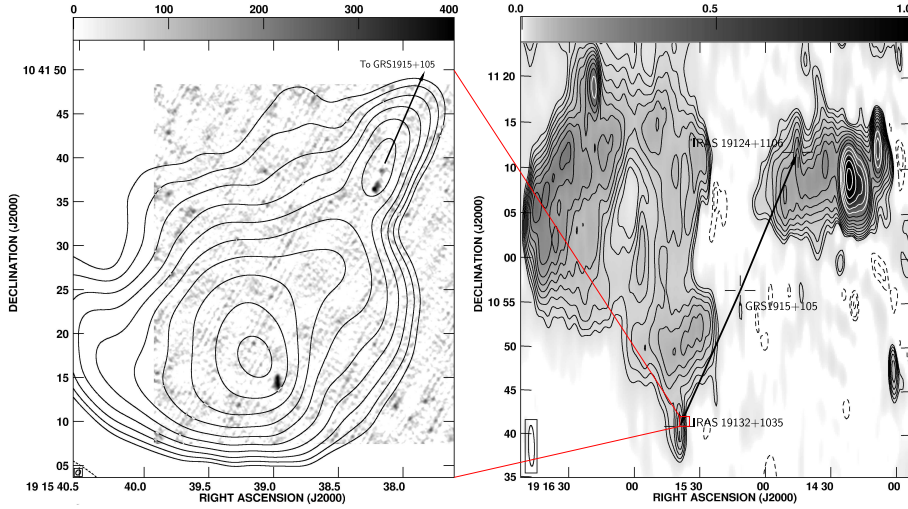 0 100 200 300 400
To GRS1915+105
10 41 50
45
40
35
30
25
20
15
10
05
DECLINATION (J2000)
19 15 40.5 40.0 39.5 39.0 38.5 38.0
RIGHT ASCENSION (J2000)
0.0 0.5 1.0
11 20
15
10
05
00
10 55
50
45
40
35
DECLINATION (J2000)
IRAS 19124+1106
GRS1915+105
IRAS 19132+1035
19 16 30 00 15 30 00 14 30 00
RIGHT ASCENSION (J2000)